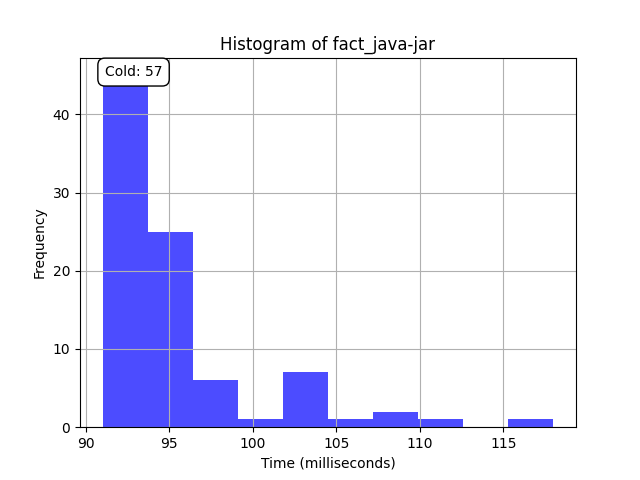 Histogram of fact_java-jar
Cold: 57
40
30
20
10
0
Frequency
90 95 100 105 110 115
Time (milliseconds)